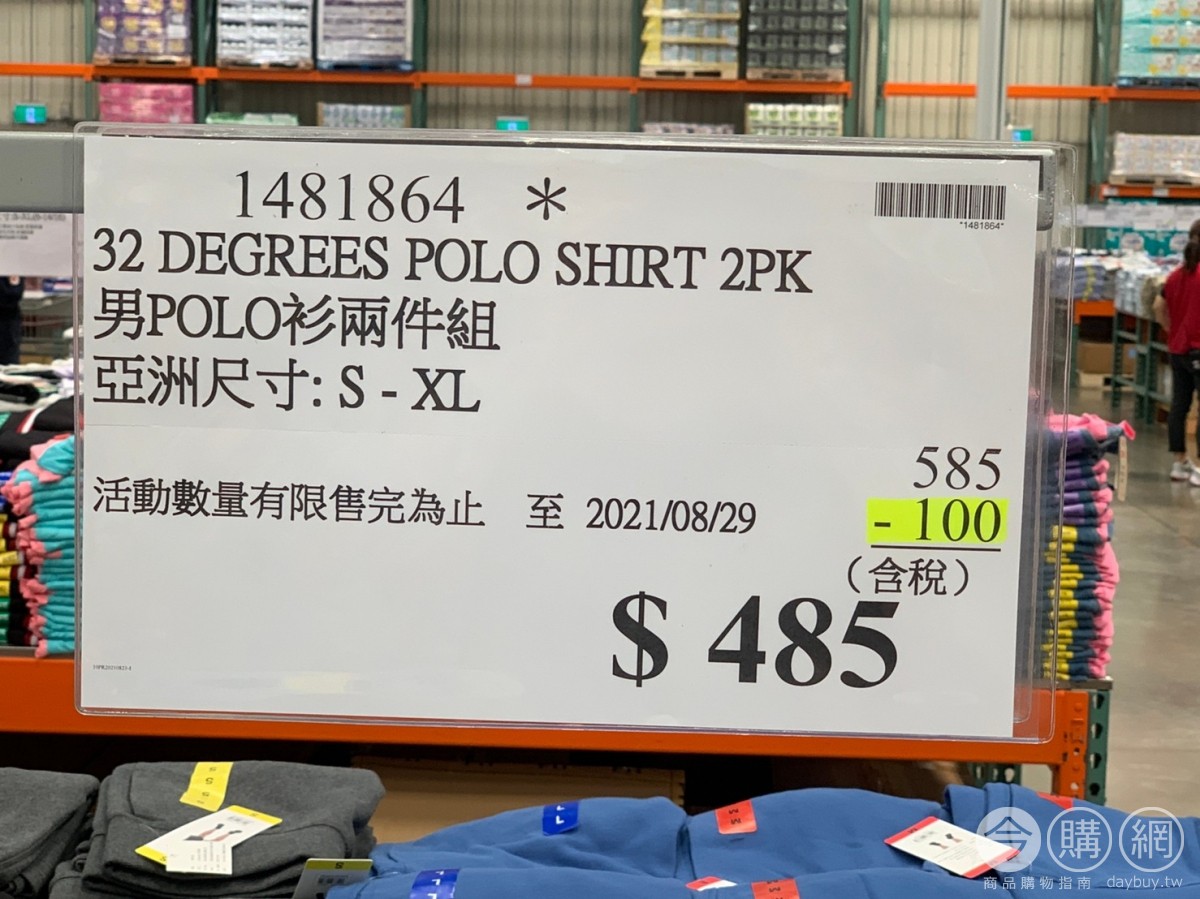 1481864 *
*1481864*
32 DEGREES POLO SHIRT 2PK
男POLO衫兩件組
亞洲尺寸: S - XL
585
活動數量有限售完為止 至 2021/08/29
- 100
(含稅)
$ 485
今購網
商品購物指南 daybuy.tw